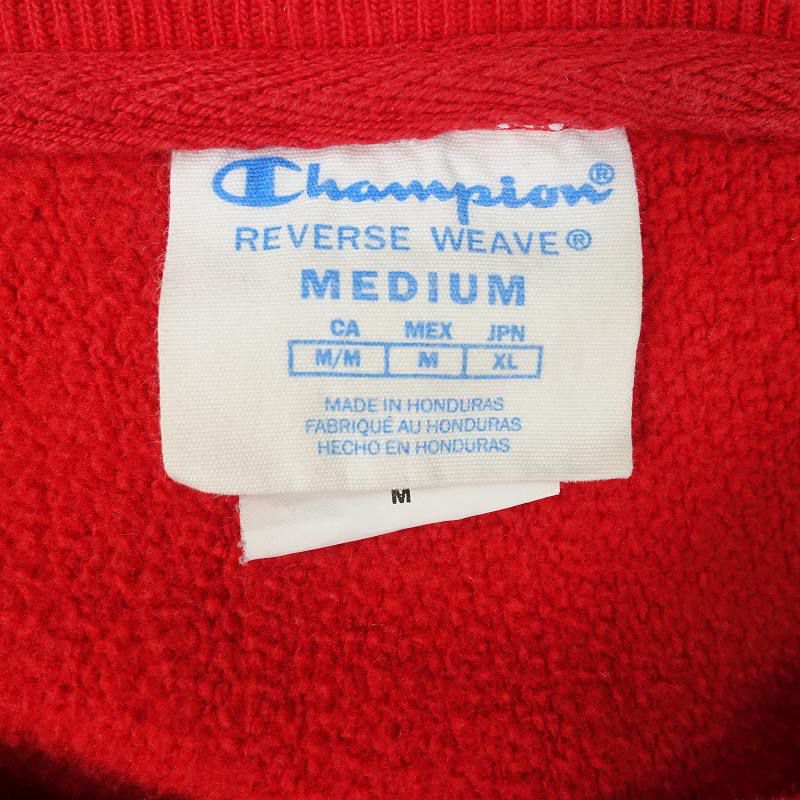 Champion®
REVERSE WEAVE®
MEDIUM
CA MEX JPN
M/M M XL
MADE IN HONDURAS
FABRIQUÉ AU HONDURAS
HECHO EN HONDURAS
M